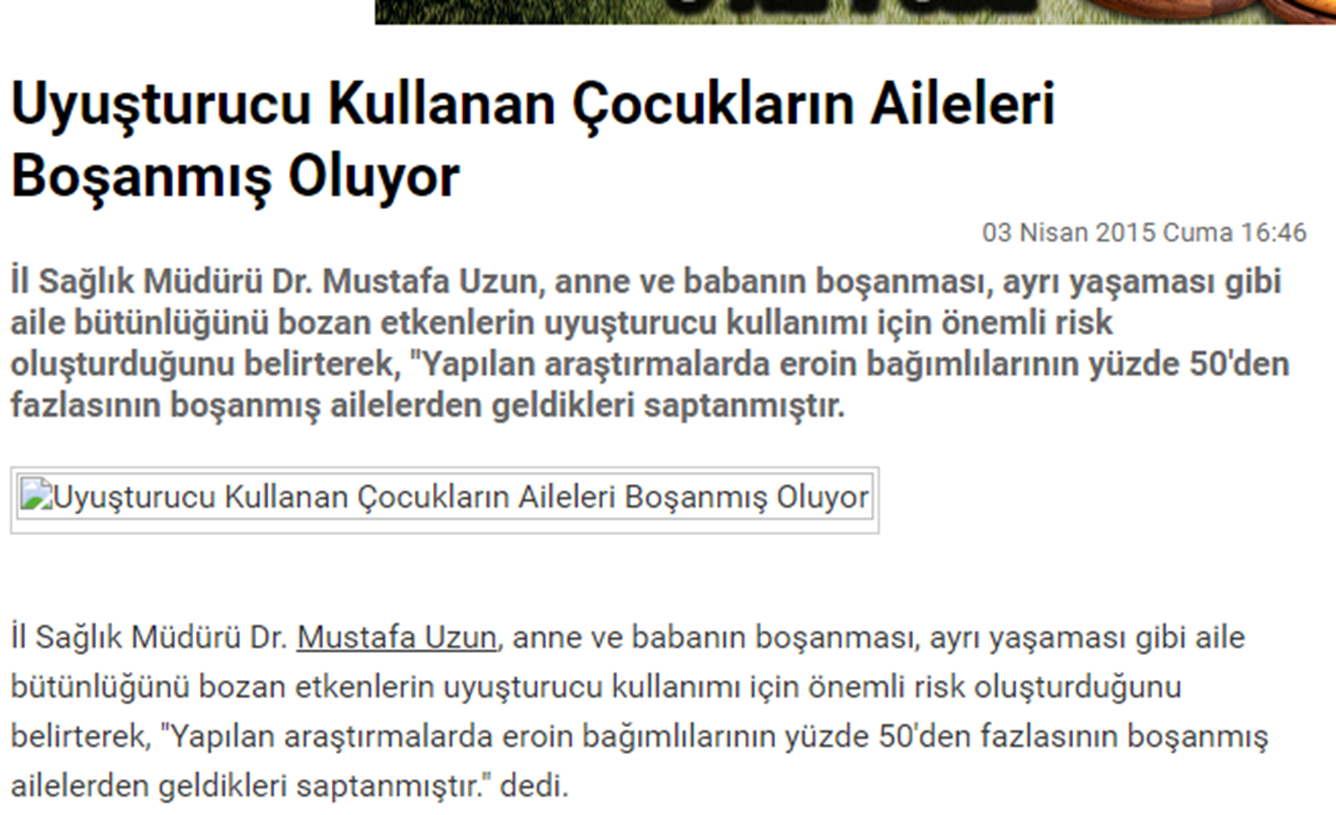 Uyuşturucu Kullanan Çocukların Aileleri
Boşanmış Oluyor
03 Nisan 2015 Cuma 16:46
İl Sağlık Müdürü Dr. Mustafa Uzun, anne ve babanın boşanması, ayrı yaşaması gibi
aile bütünlüğünü bozan etkenlerin uyuşturucu kullanımı için önemli risk
oluşturduğunu belirterek, "Yapılan araştırmalarda eroin bağımlılarının yüzde 50'den
fazlasının boşanmış ailelerden geldikleri saptanmıştır.
Uyuşturucu Kullanan Çocukların Aileleri Boşanmış Oluyor
İl Sağlık Müdürü Dr. Mustafa Uzun, anne ve babanın boşanması, ayrı yaşaması gibi aile
bütünlüğünü bozan etkenlerin uyuşturucu kullanımı için önemli risk oluşturduğunu
belirterek, "Yapılan araştırmalarda eroin bağımlılarının yüzde 50'den fazlasının boşanmış
ailelerden geldikleri saptanmıştır." dedi.